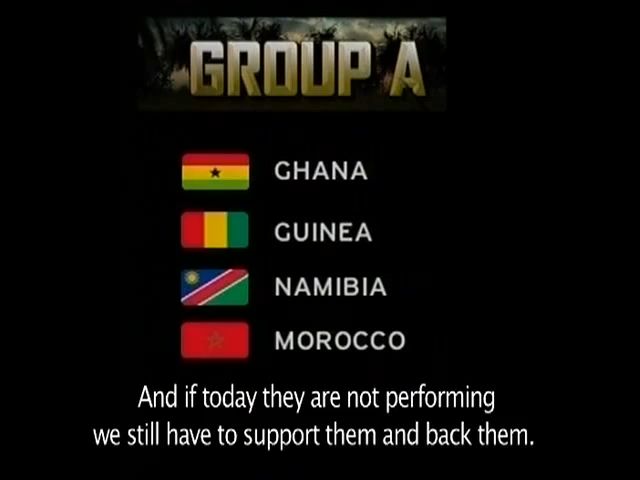 GROUP A
GHANA
GUINEA
NAMIBIA
MOROCCO
And if today they are not performing
we still have to support them and back them.